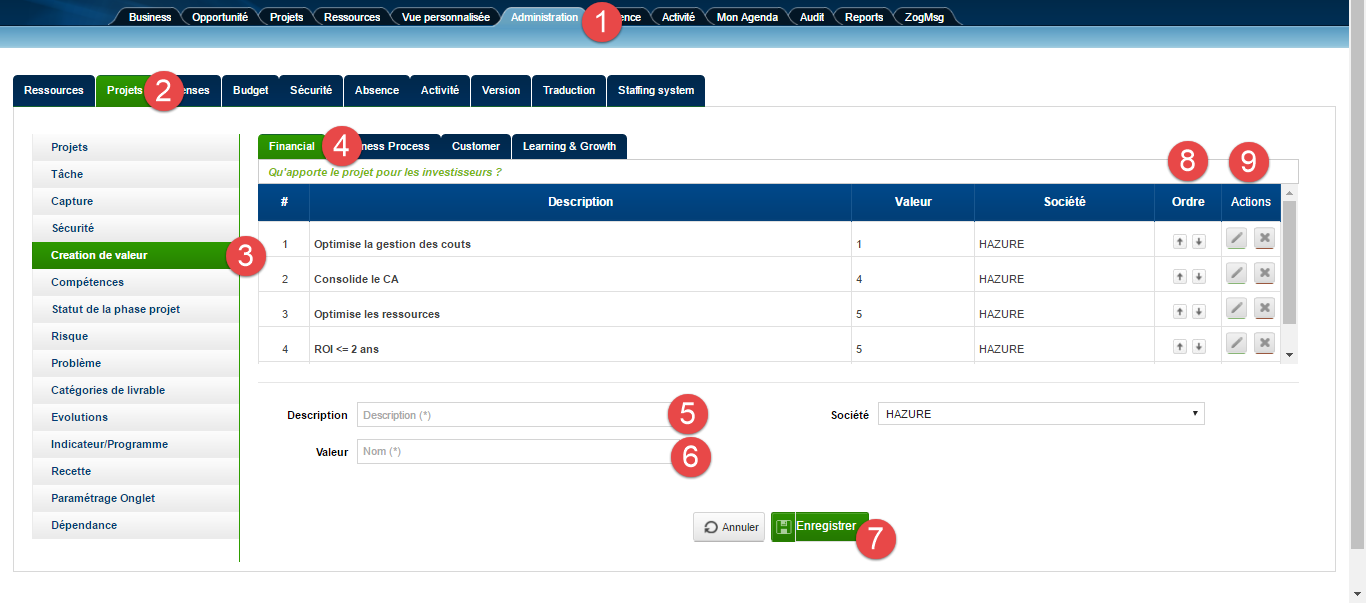 Business Opportunité Projets Ressources Vue personnalisée Administration 1 ence Activité Mon Agenda Audit Reports ZogMsg
Ressources Projets 2 enses Budget Sécurité Absence Activité Version Traduction Staffing system
Projets
Tâche
Capture
Sécurité
Creation de valeur 3
Compétences
Statut de la phase projet
Risque
Problème
Catégories de livrable
Evolutions
Indicateur/Programme
Recette
Paramétrage Onglet
Dépendance
Financial 4 ness Process Customer Learning & Growth
8 9
Qu'apporte le projet pour les investisseurs ?
# Description Valeur Société Ordre Actions
1 Optimise la gestion des couts 1 HAZURE
2 Consolide le CA 4 HAZURE
3 Optimise les ressources 5 HAZURE
4 ROI <= 2 ans 5 HAZURE
Description Description (*) 5 Société HAZURE
Valeur Nom (*) 6
Annuler Enregistrer 7